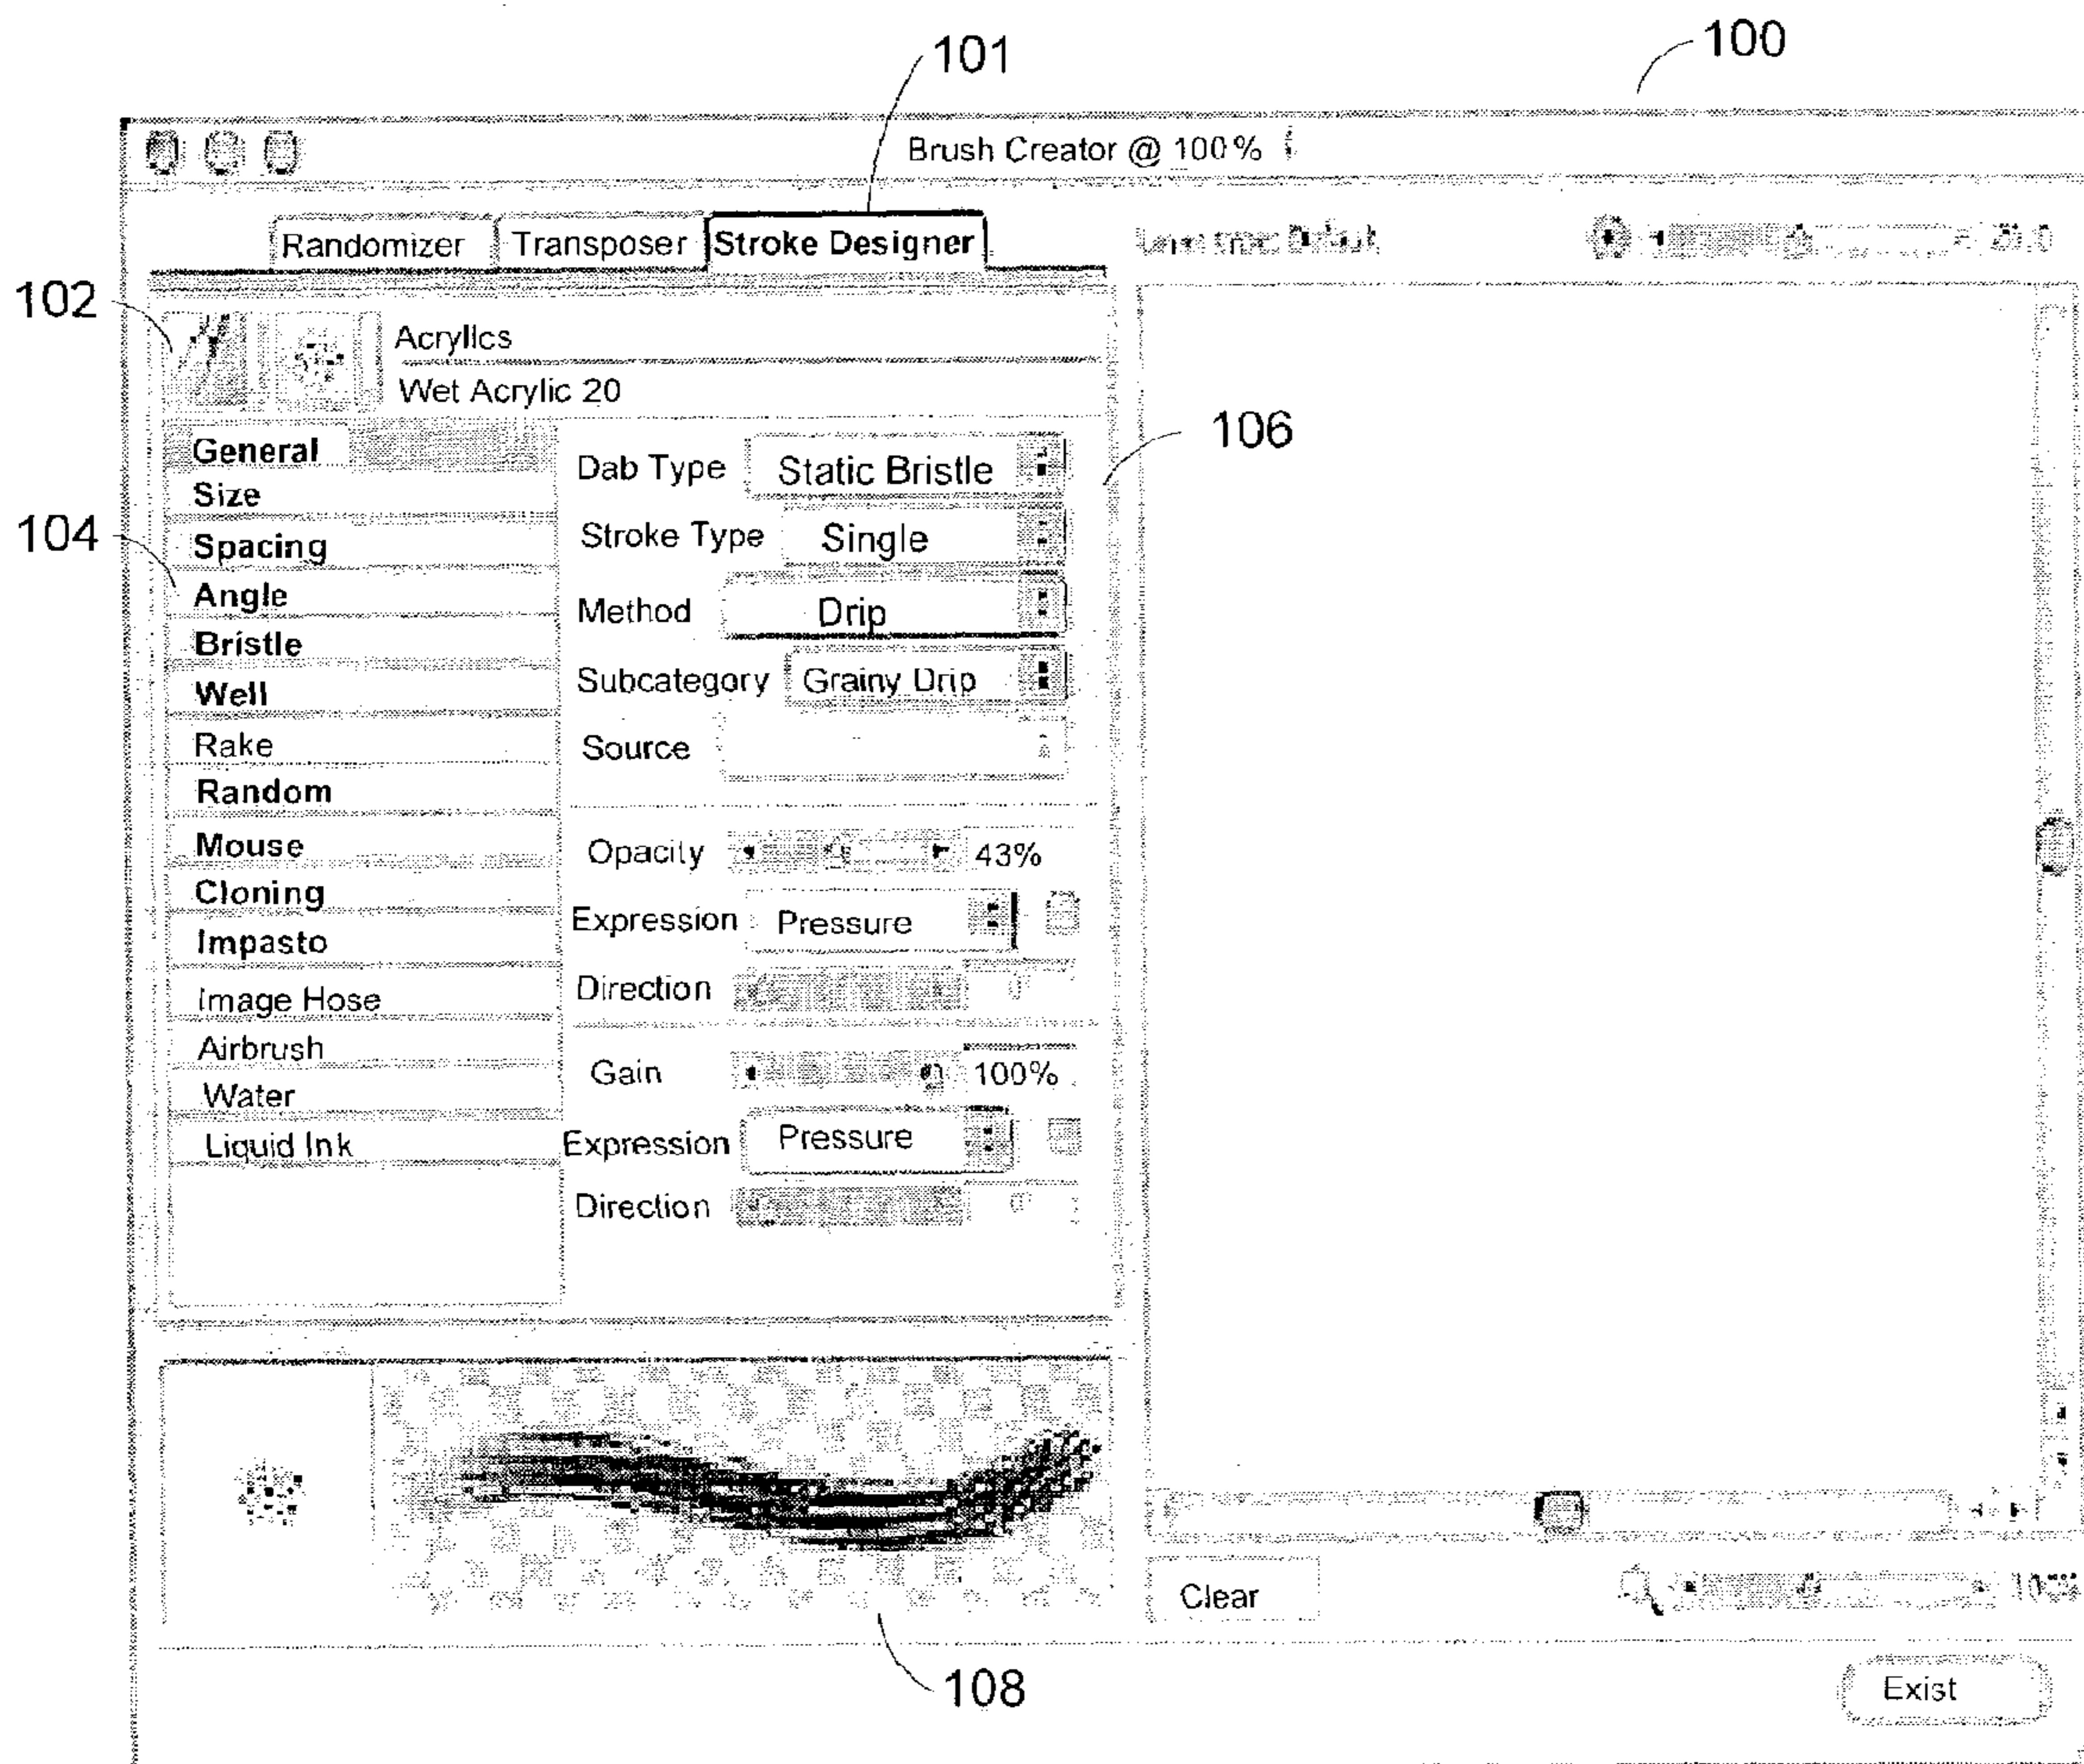 101
100
Brush Creator @ 100%
Randomizer
Transposer
Stroke Designer
102
Acrylics
Wet Acrylic 20
106
104
General
Size
Spacing
Angle
Bristle
Well
Rake
Random
Mouse
Cloning
Impasto
Image Hose
Airbrush
Water
Liquid Ink
Dab Type Static Bristle
Stroke Type Single
Method Drip
Subcategory Grainy Drip
Source
Opacity 43%
Expression Pressure
Direction 0°
Gain 100%
Expression Pressure
Direction 0°
Clear
108
Exist